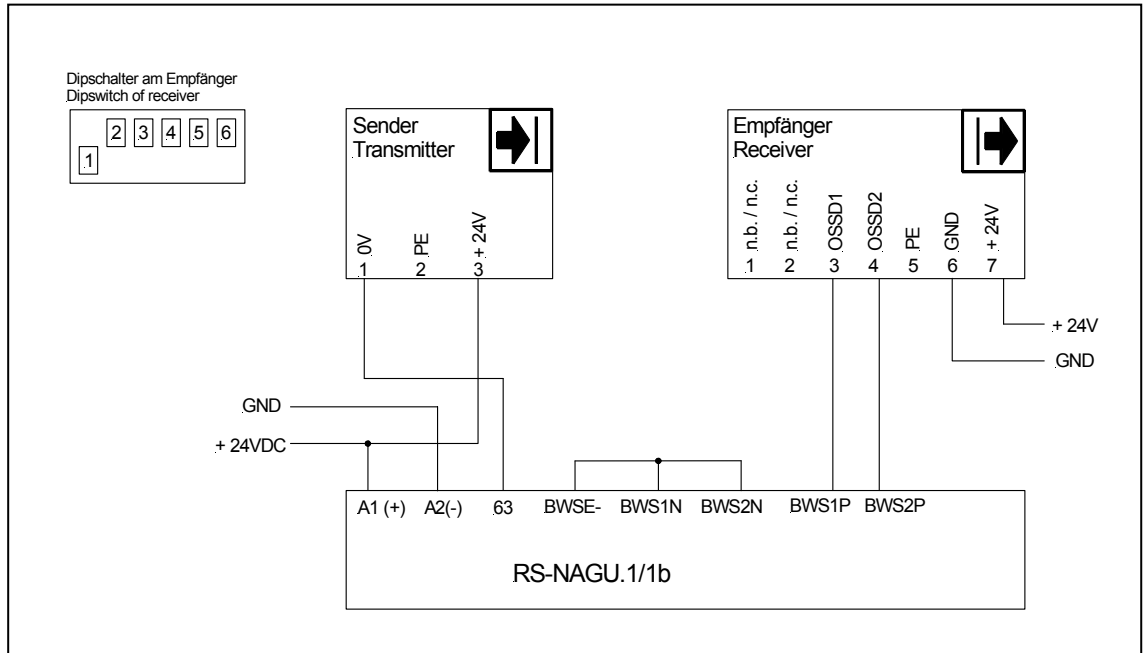 Dipschalter am Empfänger
Dipswitch of receiver
1 2 3 4 5 6
Sender
Transmitter
0V PE + 24V
1 2 3
Empfänger
Receiver
n.b. / n.c. n.b. / n.c. OSSD1 OSSD2 PE GND + 24V
1 2 3 4 5 6 7
+ 24V
GND
GND
+ 24VDC
A1 (+) A2(-) 63 BWSE- BWS1N BWS2N BWS1P BWS2P
RS-NAGU.1/1b